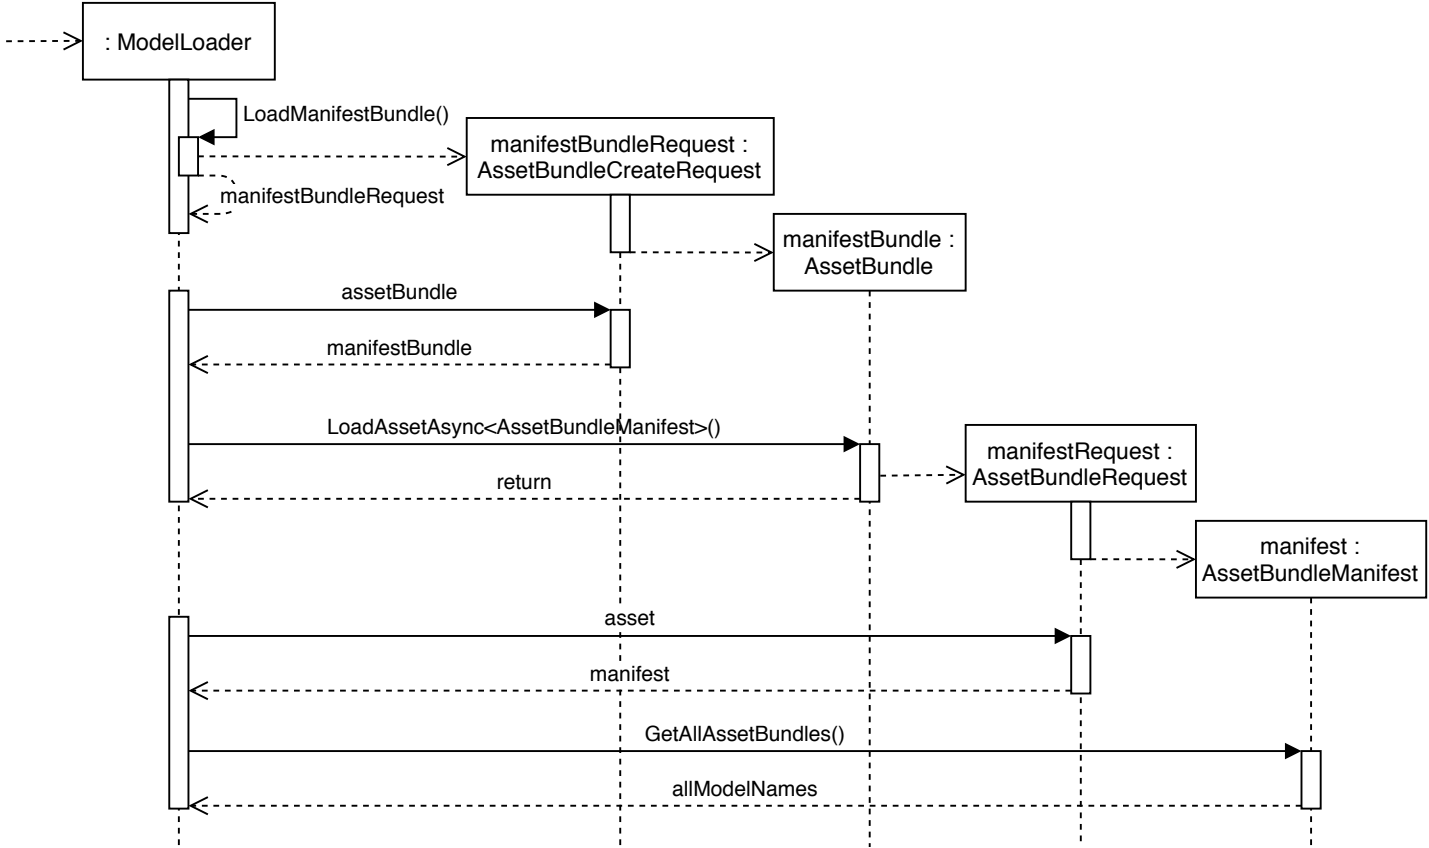 : ModelLoader
LoadManifestBundle()
manifestBundleRequest :
AssetBundleCreateRequest
manifestBundleRequest
manifestBundle :
AssetBundle
assetBundle
manifestBundle
LoadAssetAsync<AssetBundleManifest>()
manifestRequest :
AssetBundleRequest
return
manifest :
AssetBundleManifest
asset
manifest
GetAllAssetBundles()
allModelNames